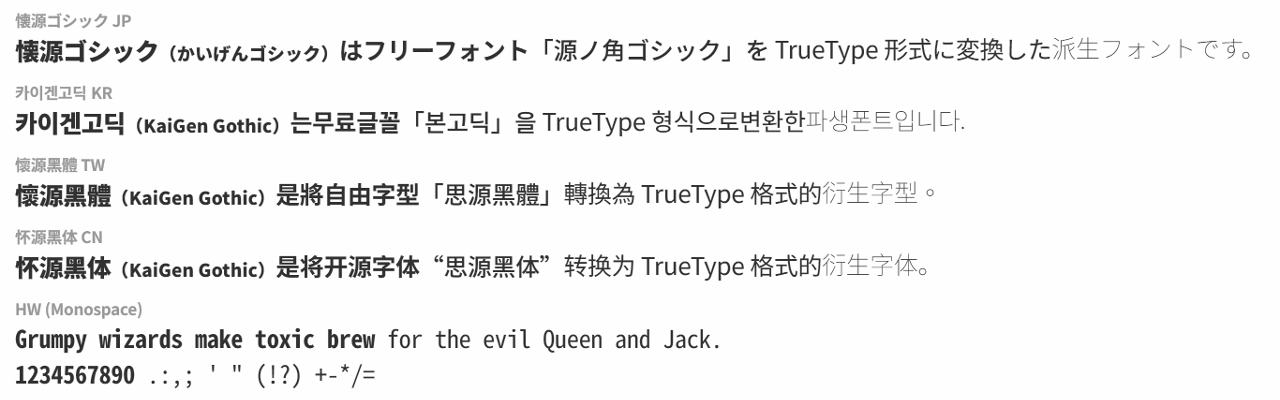 懐源ゴシック JP
懐源ゴシック（かいげんゴシック）はフリーフォント「源ノ角ゴシック」を TrueType 形式に変換した派生フォントです。
카이겐고딕 KR
카이겐고딕（KaiGen Gothic）는무료글꼴「본고딕」을 TrueType 형식으로변환한파생폰트입니다.
懷源黑體 TW
懷源黑體（KaiGen Gothic）是將自由字型「思源黑體」轉換為 TrueType 格式的衍生字型。
怀源黑体 CN
怀源黑体（KaiGen Gothic）是将开源字体“思源黑体”转换为 TrueType 格式的衍生字体。
HW (Monospace)
Grumpy wizards make toxic brew for the evil Queen and Jack.
1234567890 .:,; ' " (!?) +-*/=